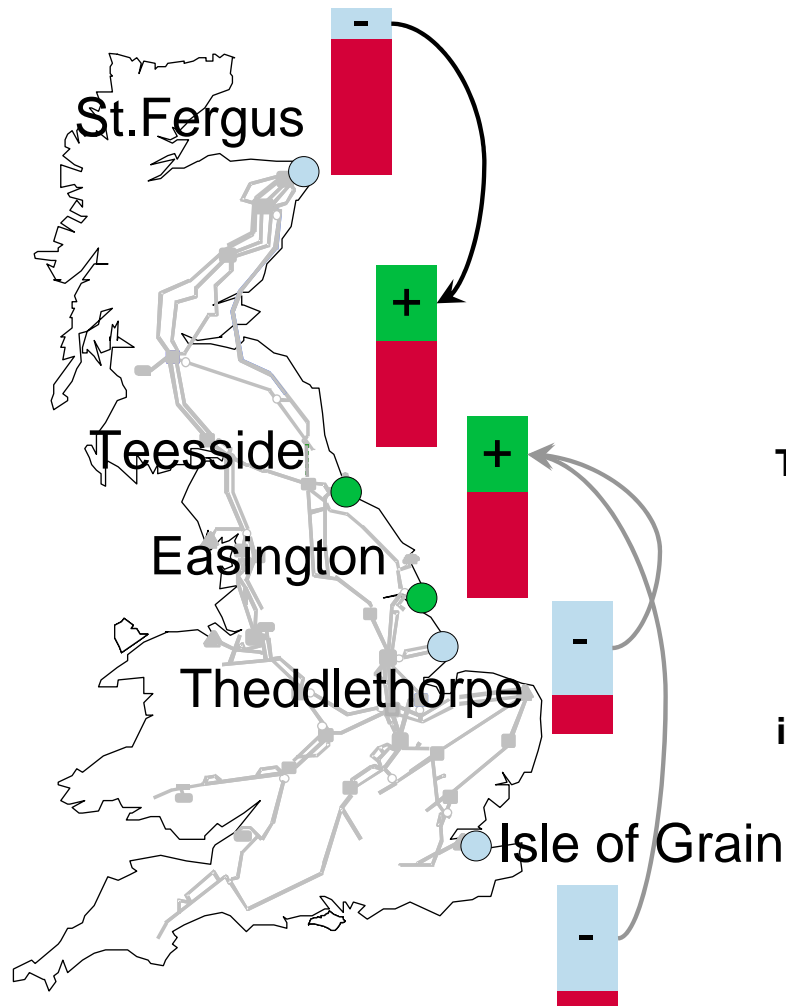 -
St.Fergus
+
Teesside
+
T
Easington
-
Theddlethorpe
i
Isle of Grain
-